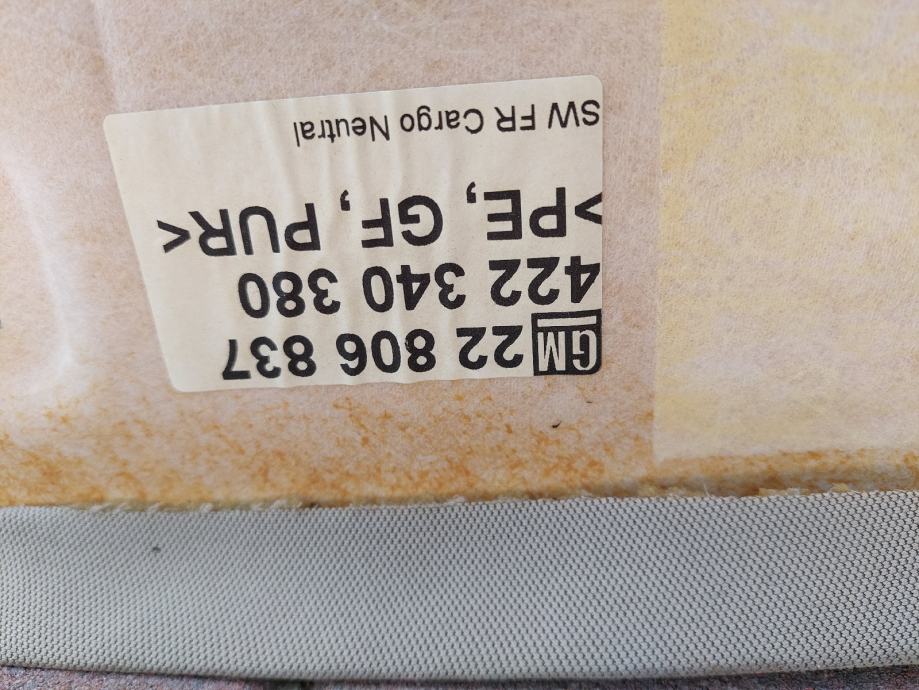 GM 22 806 837
422 340 380
>PE, GF, PUR<
SW FR Cargo Neutral